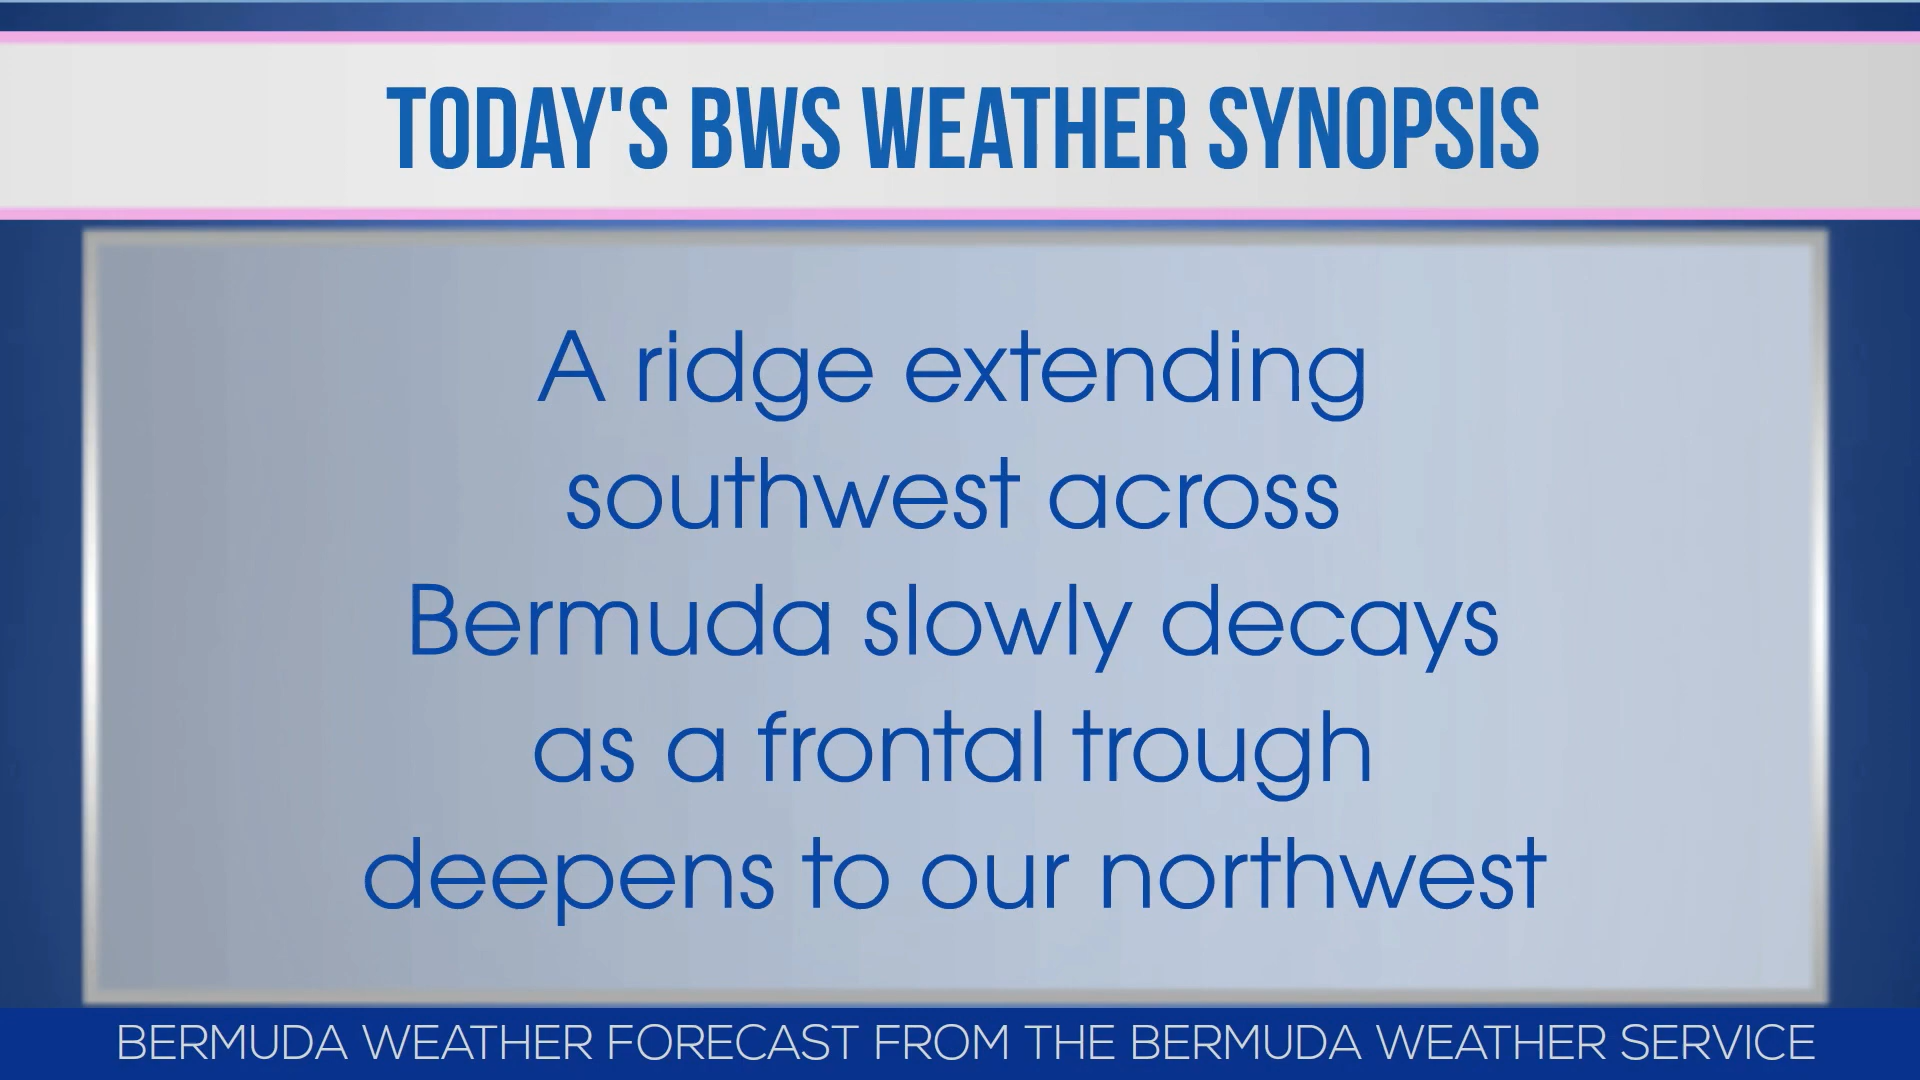 TODAY'S BWS WEATHER SYNOPSIS
A ridge extending
southwest across
Bermuda slowly decays
as a frontal trough
deepens to our northwest
BERMUDA WEATHER FORECAST FROM THE BERMUDA WEATHER SERVICE